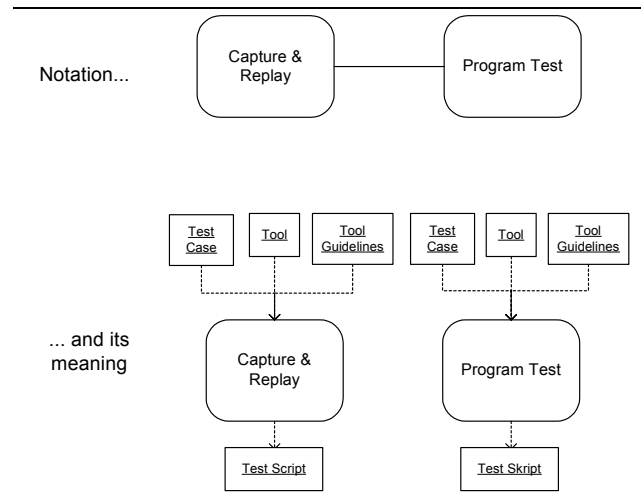 Notation...
Capture &
Replay
Program Test
Test
Case
Tool
Tool
Guidelines
Test
Case
Tool
Tool
Guidelines
... and its
meaning
Capture &
Replay
Program Test
Test Script
Test Skript